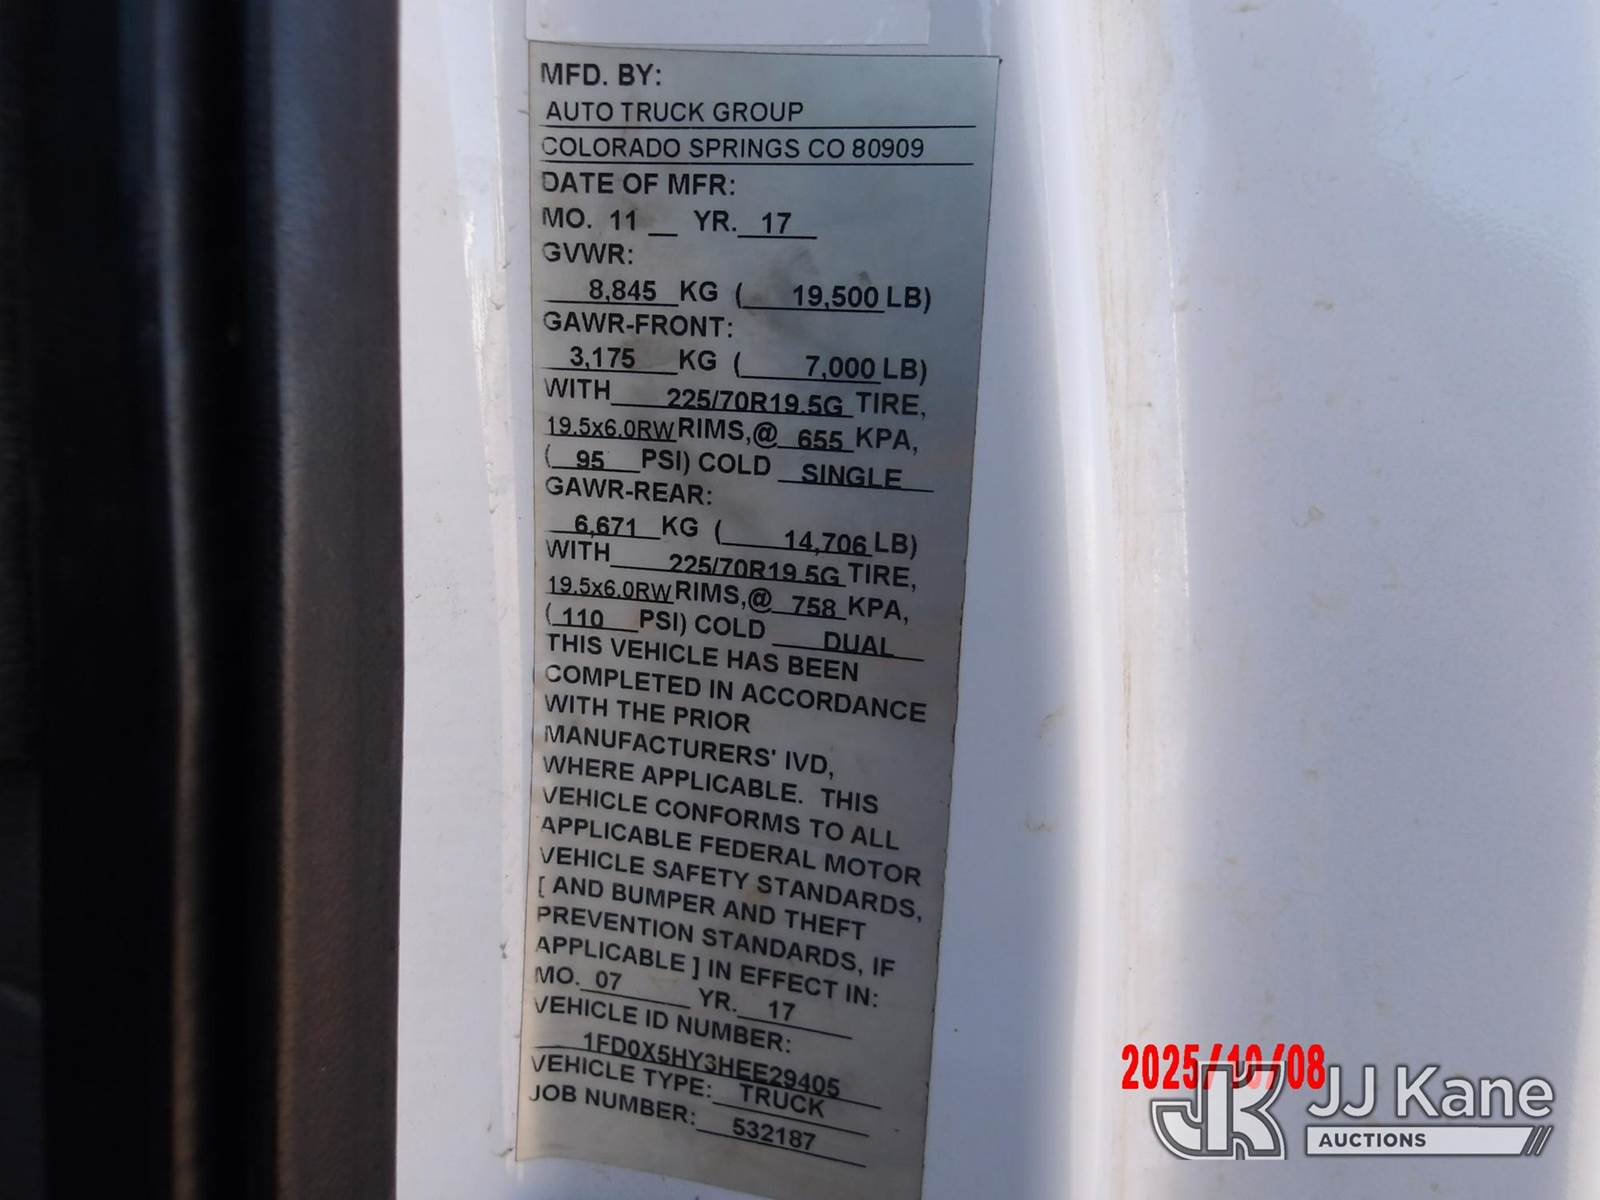 MFD. BY:
AUTO TRUCK GROUP
COLORADO SPRINGS CO 80909
DATE OF MFR:
MO. 11 __ YR. 17
GVWR:
8,845 KG ( 19,500 LB)
GAWR-FRONT:
3,175 KG ( 7,000 LB)
WITH 225/70R19.5G TIRE,
19.5x6.0RW RIMS,@ 655 KPA,
( 95 PSI) COLD SINGLE
GAWR-REAR:
6,671 KG ( 14,706 LB)
WITH 225/70R19.5G TIRE,
19.5x6.0RW RIMS,@ 758 KPA,
( 110 PSI) COLD DUAL
THIS VEHICLE HAS BEEN
COMPLETED IN ACCORDANCE
WITH THE PRIOR
MANUFACTURERS' IVD,
WHERE APPLICABLE. THIS
VEHICLE CONFORMS TO ALL
APPLICABLE FEDERAL MOTOR
VEHICLE SAFETY STANDARDS,
[ AND BUMPER AND THEFT
PREVENTION STANDARDS, IF
APPLICABLE ] IN EFFECT IN:
MO. 07 YR. 17
VEHICLE ID NUMBER:
1FD0X5HY3HEE29405
VEHICLE TYPE: TRUCK
JOB NUMBER: 532187
2025/10/08
JK JJ Kane
AUCTIONS